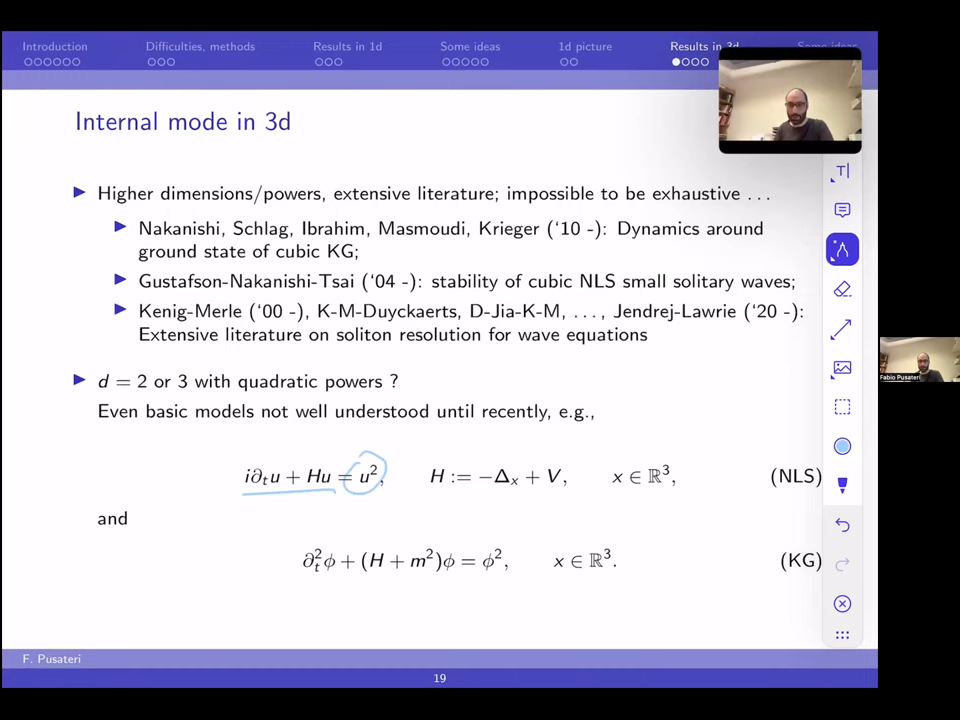 Introduction Difficulties, methods Results in 1d Some ideas 1d picture Results in 3d Some ideas
Internal mode in 3d
Higher dimensions/powers, extensive literature; impossible to be exhaustive . . .
Nakanishi, Schlag, Ibrahim, Masmoudi, Krieger (‘10 -): Dynamics around
ground state of cubic KG;
Gustafson-Nakanishi-Tsai (‘04 -): stability of cubic NLS small solitary waves;
Kenig-Merle (‘00 -), K-M-Duyckaerts, D-Jia-K-M, . . . , Jendrej-Lawrie (‘20 -):
Extensive literature on soliton resolution for wave equations
d = 2 or 3 with quadratic powers ?
Even basic models not well understood until recently, e.g.,
i∂ₜu + Hu = u², H := −Δₓ + V, x ∈ ℝ³, (NLS)
and
∂ₜ²ϕ + (H + m²)ϕ = ϕ², x ∈ ℝ³. (KG)
F. Pusateri
19
Fabio Pusateri